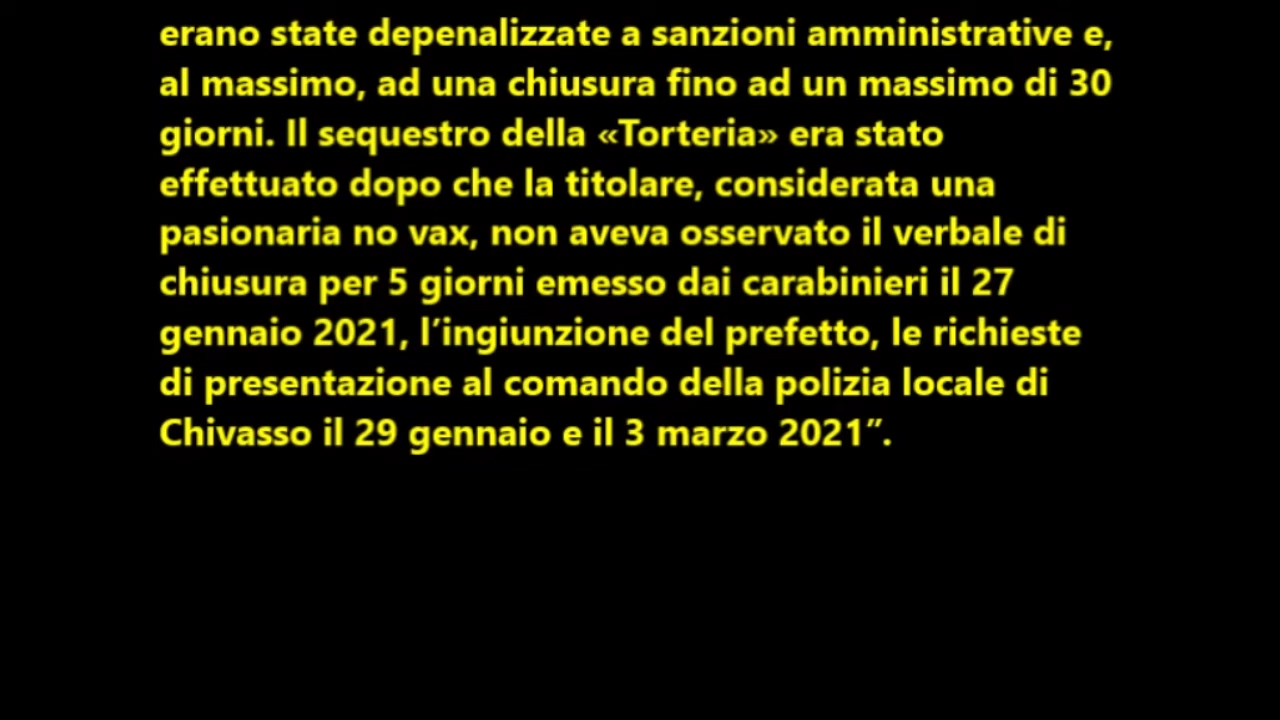 erano state depenalizzate a sanzioni amministrative e,
al massimo, ad una chiusura fino ad un massimo di 30
giorni. Il sequestro della «Torteria» era stato
effettuato dopo che la titolare, considerata una
pasionaria no vax, non aveva osservato il verbale di
chiusura per 5 giorni emesso dai carabinieri il 27
gennaio 2021, l’ingiunzione del prefetto, le richieste
di presentazione al comando della polizia locale di
Chivasso il 29 gennaio e il 3 marzo 2021”.